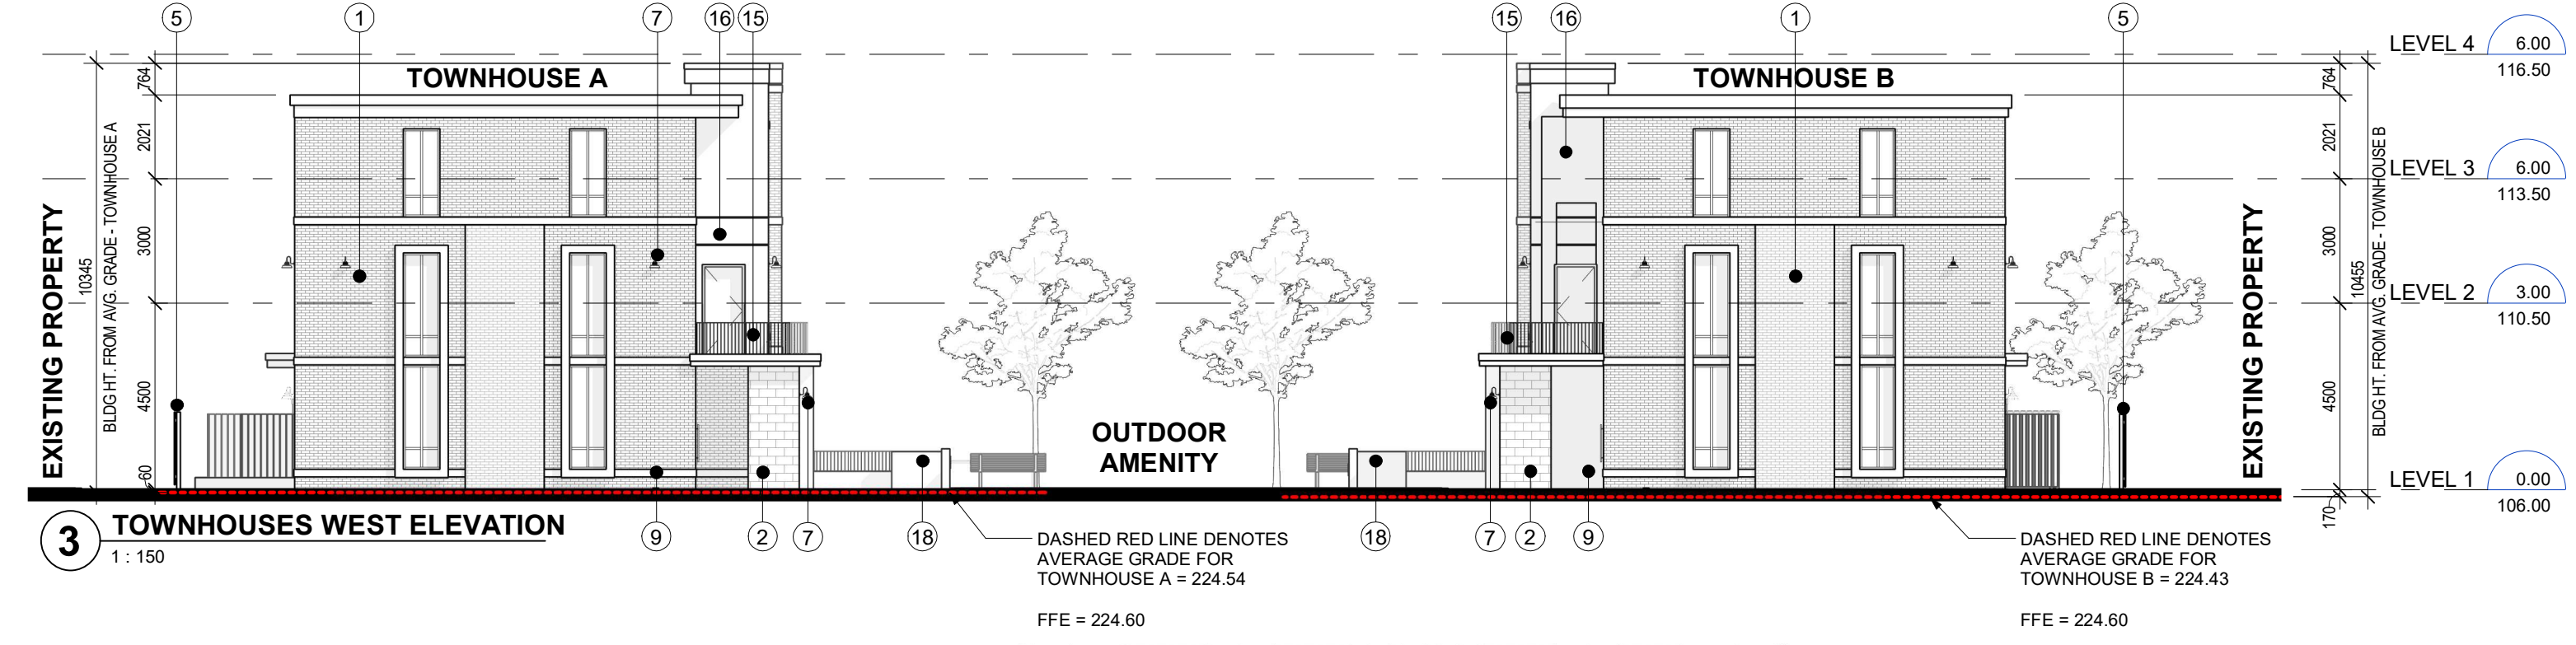 5 1 7 16 15 15 16 1 5
LEVEL 4 6.00
116.50
TOWNHOUSE A TOWNHOUSE B
764 764
2021 2021
LEVEL 3 6.00
113.50
3000 3000
10345
BLDG HT. FROM AVG. GRADE - TOWNHOUSE A
10455
BLDG HT. FROM AVG. GRADE - TOWNHOUSE B
LEVEL 2 3.00
110.50
EXISTING PROPERTY
EXISTING PROPERTY
4500 4500
OUTDOOR
AMENITY
60
170
LEVEL 1 0.00
106.00
3 TOWNHOUSES WEST ELEVATION
1 : 150
9 2 7 18 18 7 2 9
DASHED RED LINE DENOTES
AVERAGE GRADE FOR
TOWNHOUSE A = 224.54
FFE = 224.60
DASHED RED LINE DENOTES
AVERAGE GRADE FOR
TOWNHOUSE B = 224.43
FFE = 224.60